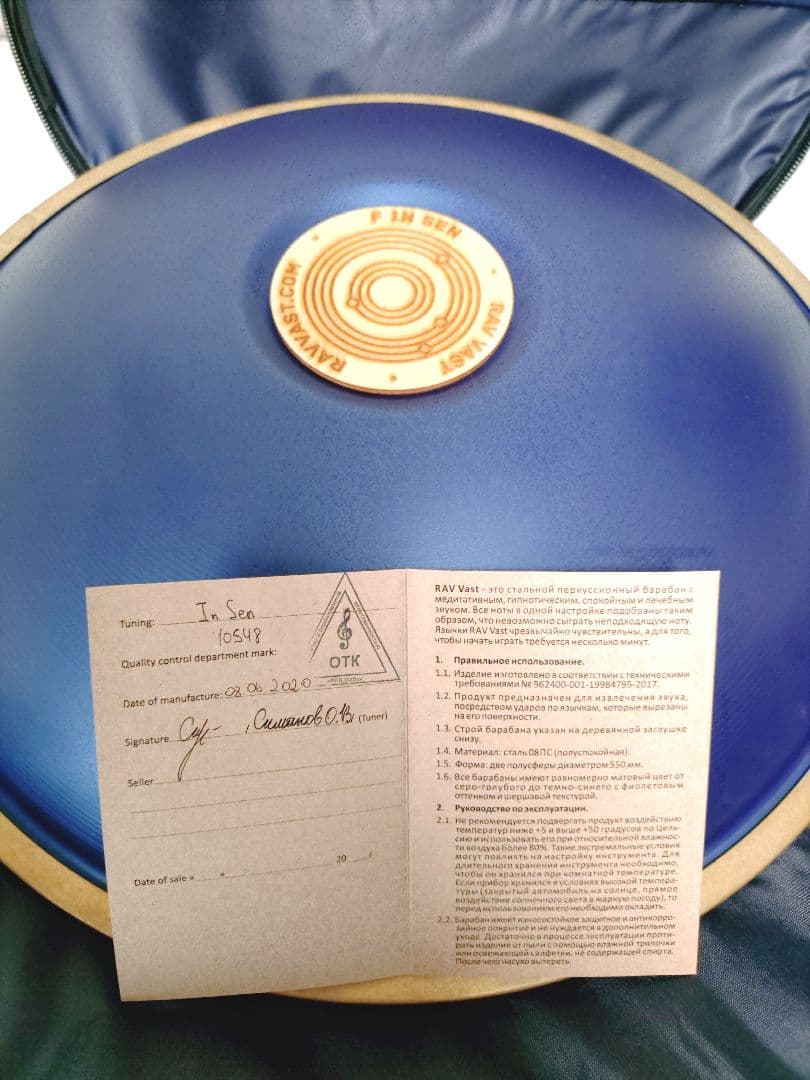 F IN SEN
RAVVAST.COM
RAV VAST
Tuning: In Sen
10548
Quality control department mark:
ОТК
Date of manufacture: 08.06.2020
Signature , Симанов О.В. (Tuner)
Seller
Date of sale « » 20 г
RAV Vast - это стальной перкуссионный барабан с
медитативным, гипнотическим, спокойным и лечебным
звуком. Все ноты в одной настройке подобраны таким
образом, что невозможно сыграть неподходящую ноту.
Язычки RAV Vast чрезвычайно чувствительны, а для того,
чтобы начать играть требуется несколько минут.
1. Правильное использование.
1.1. Изделие изготовлено в соответствии с техническими
требованиями № 962400-001-19984795-2017.
1.2. Продукт предназначен для извлечения звука,
посредством ударов по язычкам, которые вырезаны
на его поверхности.
1.3. Строй барабана указан на деревянной заглушке
снизу.
1.4. Материал: сталь 08ПС (полуспокойная).
1.5. Форма: две полусферы диаметром 550 мм.
1.6. Все барабаны имеют равномерно матовый цвет от
серо-голубого до темно-синего с фиолетовым
оттенком и шершавой текстурой.
2. Руководство по эксплуатации.
2.1. Не рекомендуется подвергать продукт воздействию
температур ниже +5 и выше +50 градусов по Цель-
сию и использовать его при относительной влажнос-
ти воздуха более 80%. Такие экстремальные условия
могут повлиять на настройку инструмента. Для
длительного хранения инструмента необходимо,
чтобы он хранился при комнатной температуре.
Если прибор хранился в условиях высокой темпера-
туры (закрытый автомобиль на солнце, прямое
воздействие солнечного света в жаркую погоду), то
перед использованием его необходимо охладить.
2.2. Барабан имеет износостойкое защитное и антикорро-
зийное покрытие и не нуждается в дополнительном
уходе. Достаточно в процессе эксплуатации проти-
рать изделие от пыли с помощью влажной тряпочки
или освежающей салфетки, не содержащей спирта.
После чего насухо вытереть.